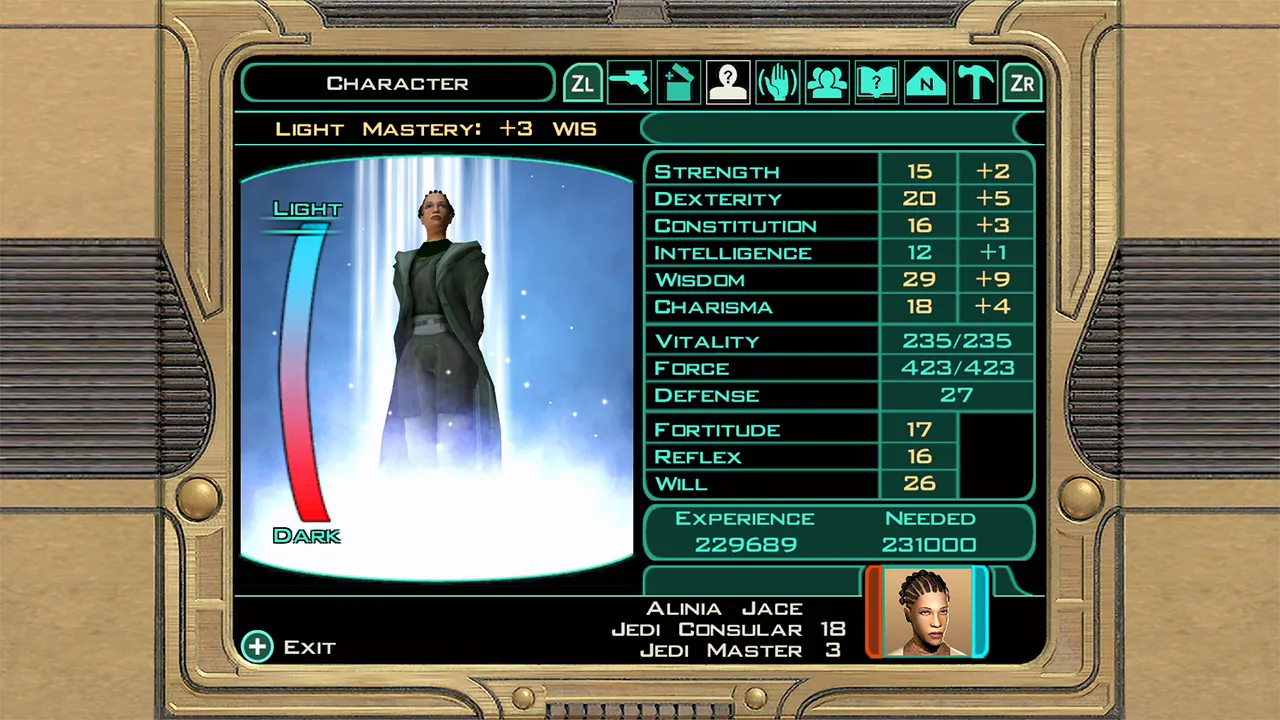 CHARACTER
ZL
?
?
N
ZR
LIGHT MASTERY: +3 WIS
LIGHT
DARK
STRENGTH 15 +2
DEXTERITY 20 +5
CONSTITUTION 16 +3
INTELLIGENCE 12 +1
WISDOM 29 +9
CHARISMA 18 +4
VITALITY 235/235
FORCE 423/423
DEFENSE 27
FORTITUDE 17
REFLEX 16
WILL 26
EXPERIENCE NEEDED
229689 231000
ALINIA JACE
JEDI CONSULAR 18
JEDI MASTER 3
+ EXIT